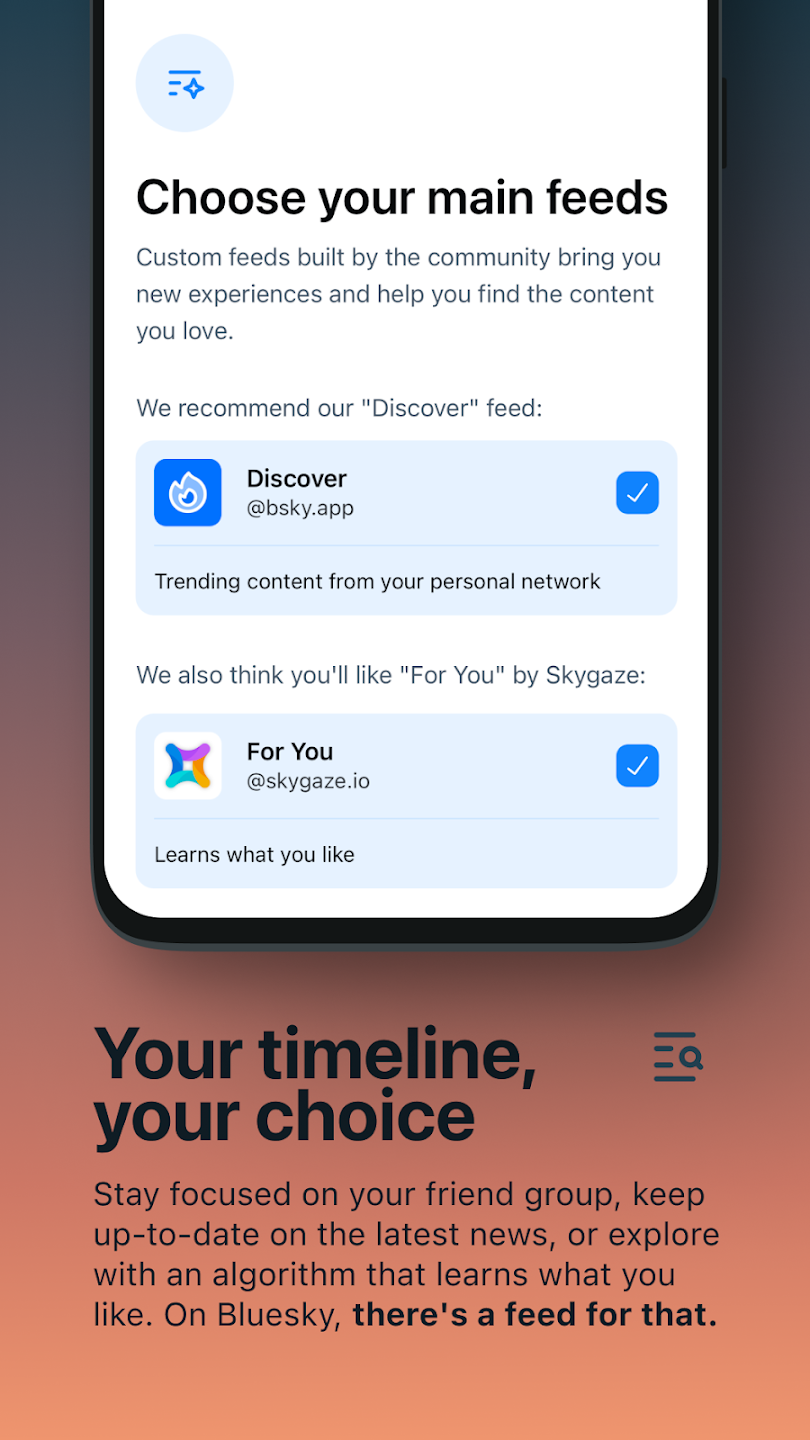 Choose your main feeds
Custom feeds built by the community bring you
new experiences and help you find the content
you love.
We recommend our "Discover" feed:
Discover
@bsky.app
Trending content from your personal network
We also think you'll like "For You" by Skygaze:
For You
@skygaze.io
Learns what you like
Your timeline,
your choice
Stay focused on your friend group, keep
up-to-date on the latest news, or explore
with an algorithm that learns what you
like. On Bluesky, there's a feed for that.